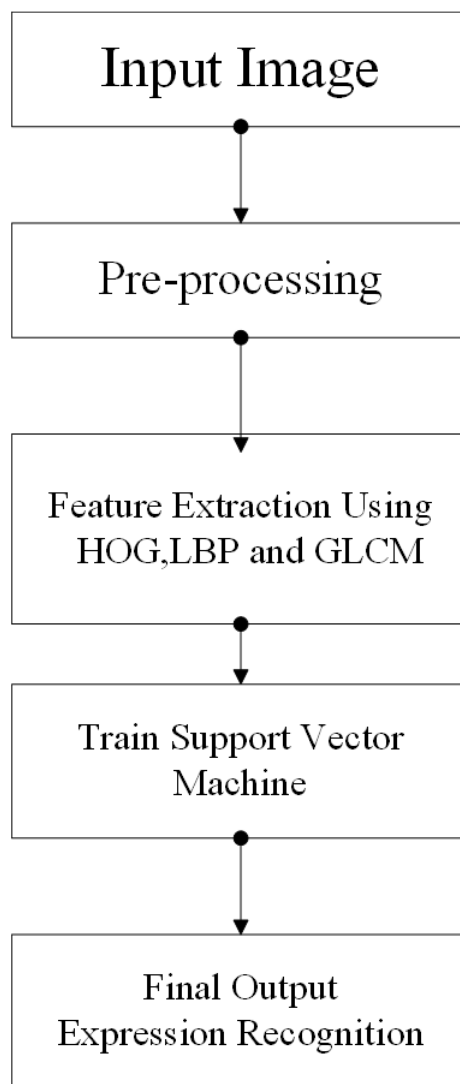 Input Image
Pre-processing
Feature Extraction Using
HOG,LBP and GLCM
Train Support Vector
Machine
Final Output
Expression Recognition